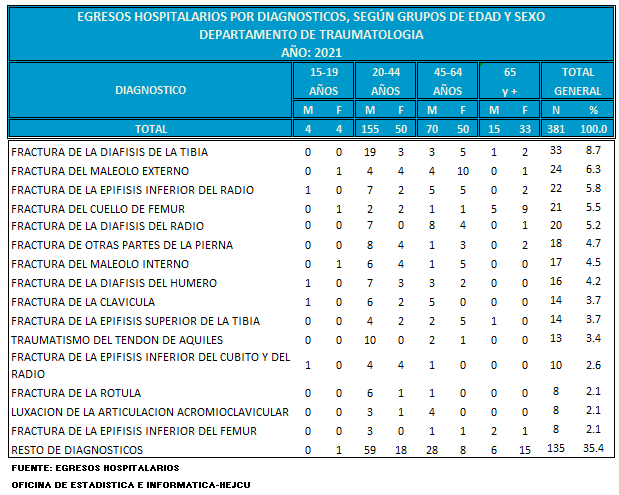 EGRESOS HOSPITALARIOS POR DIAGNOSTICOS, SEGÚN GRUPOS DE EDAD Y SEXO
DEPARTAMENTO DE TRAUMATOLOGIA
AÑO: 2021
DIAGNOSTICO 15-19 AÑOS 20-44 AÑOS 45-64 AÑOS 65 y + TOTAL GENERAL
M F M F M F M F N %
TOTAL 4 4 155 50 70 50 15 33 381 100.0
FRACTURA DE LA DIAFISIS DE LA TIBIA 0 0 19 3 3 5 1 2 33 8.7
FRACTURA DEL MALEOLO EXTERNO 0 1 4 4 4 10 0 1 24 6.3
FRACTURA DE LA EPIFISIS INFERIOR DEL RADIO 1 0 7 2 5 5 0 2 22 5.8
FRACTURA DEL CUELLO DE FEMUR 0 1 2 2 1 1 5 9 21 5.5
FRACTURA DE LA DIAFISIS DEL RADIO 0 0 7 0 8 4 0 1 20 5.2
FRACTURA DE OTRAS PARTES DE LA PIERNA 0 0 8 4 1 3 0 2 18 4.7
FRACTURA DEL MALEOLO INTERNO 0 1 6 4 1 5 0 0 17 4.5
FRACTURA DE LA DIAFISIS DEL HUMERO 1 0 7 3 3 2 0 0 16 4.2
FRACTURA DE LA CLAVICULA 1 0 6 2 5 0 0 0 14 3.7
FRACTURA DE LA EPIFISIS SUPERIOR DE LA TIBIA 0 0 4 2 2 5 1 0 14 3.7
TRAUMATISMO DEL TENDON DE AQUILES 0 0 10 0 2 1 0 0 13 3.4
FRACTURA DE LA EPIFISIS INFERIOR DEL CUBITO Y DEL
RADIO 1 0 4 4 1 0 0 0 10 2.6
FRACTURA DE LA ROTULA 0 0 6 1 1 0 0 0 8 2.1
LUXACION DE LA ARTICULACION ACROMIOCLAVICULAR 0 0 3 1 4 0 0 0 8 2.1
FRACTURA DE LA EPIFISIS INFERIOR DEL FEMUR 0 0 3 0 1 1 2 1 8 2.1
RESTO DE DIAGNOSTICOS 0 1 59 18 28 8 6 15 135 35.4
FUENTE: EGRESOS HOSPITALARIOS
OFICINA DE ESTADISTICA E INFORMATICA-HEJCU